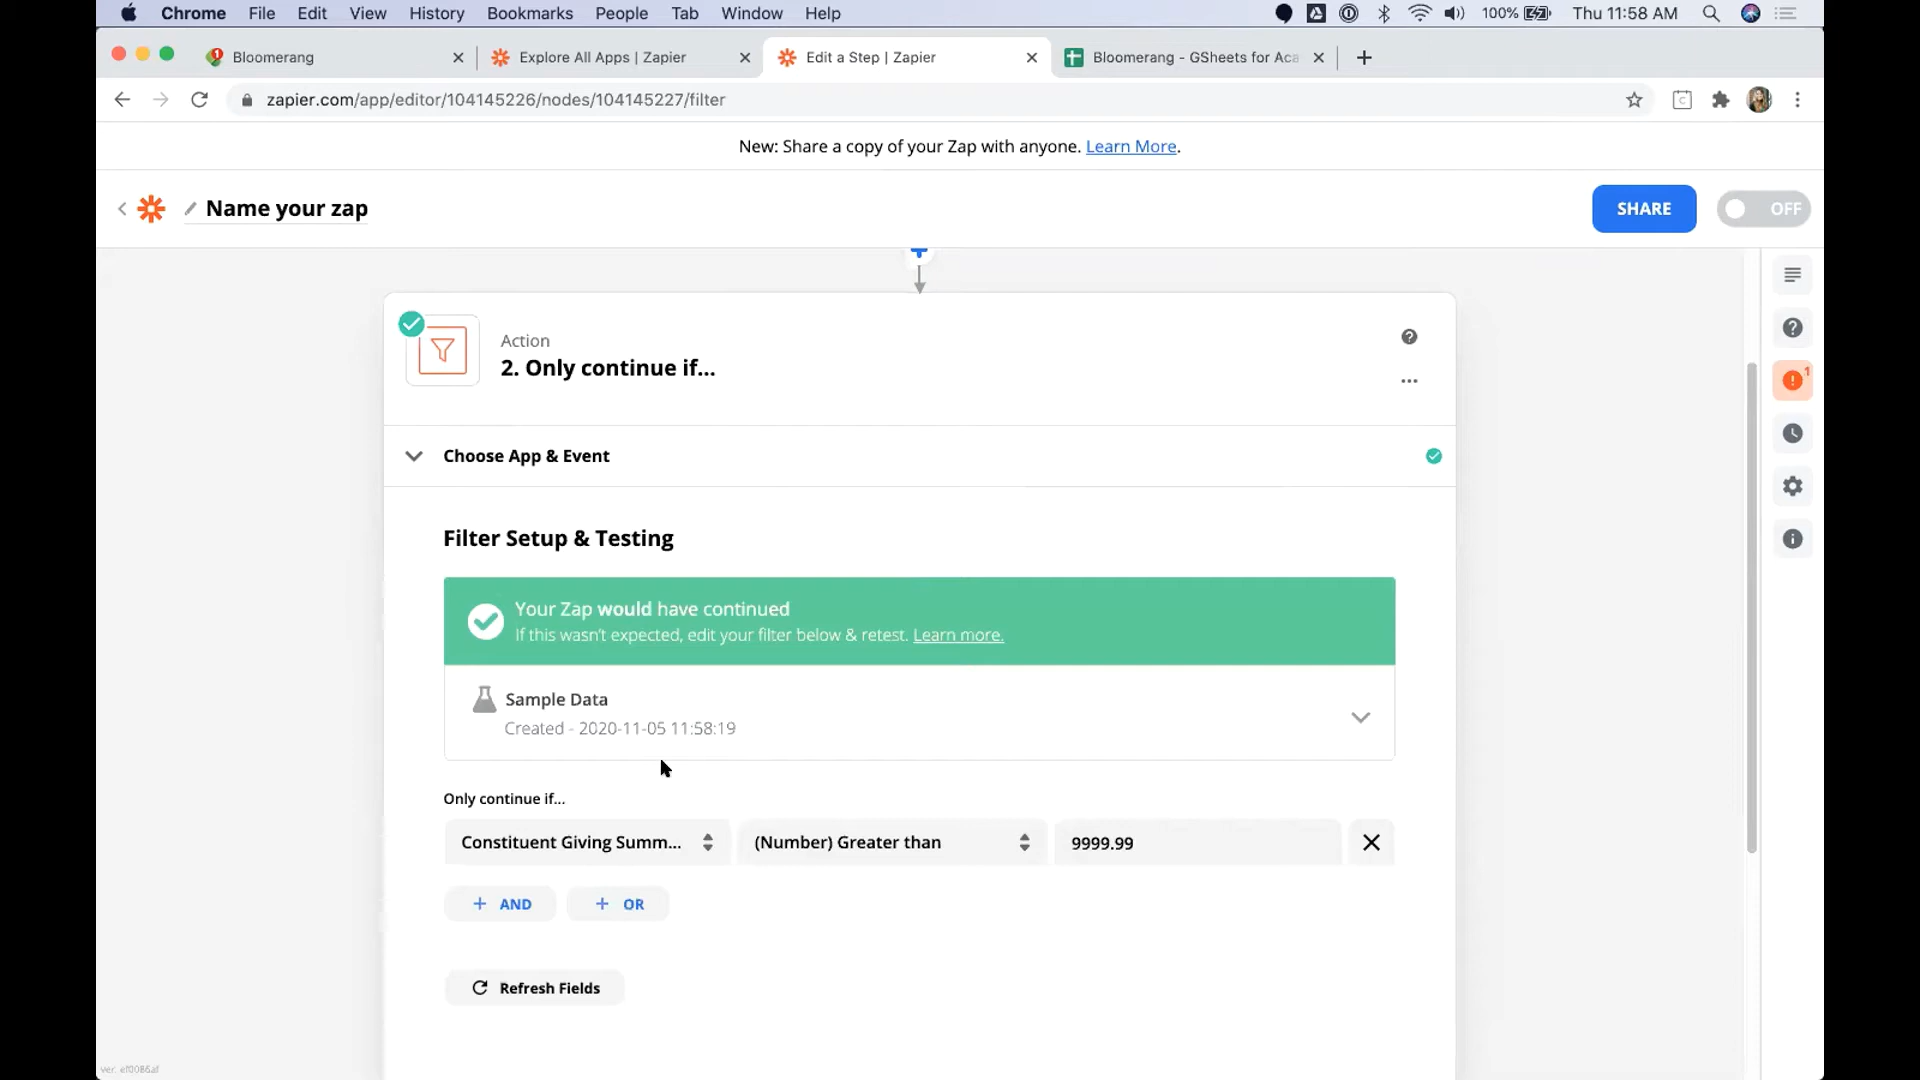 Chrome File Edit View History Bookmarks People Tab Window Help 100% Thu 11:58 AM
1 Bloomerang Explore All Apps | Zapier Edit a Step | Zapier Bloomerang - GSheets for Aca
zapier.com/app/editor/104145226/nodes/104145227/filter
New: Share a copy of your Zap with anyone. Learn More.
Name your zap SHARE OFF
Action
2. Only continue if...
1
Choose App & Event
Filter Setup & Testing
Your Zap would have continued
If this wasn't expected, edit your filter below & retest. Learn more.
Sample Data
Created - 2020-11-05 11:58:19
Only continue if...
Constituent Giving Summ... (Number) Greater than 9999.99
+ AND + OR
Refresh Fields
ver. ef0086af